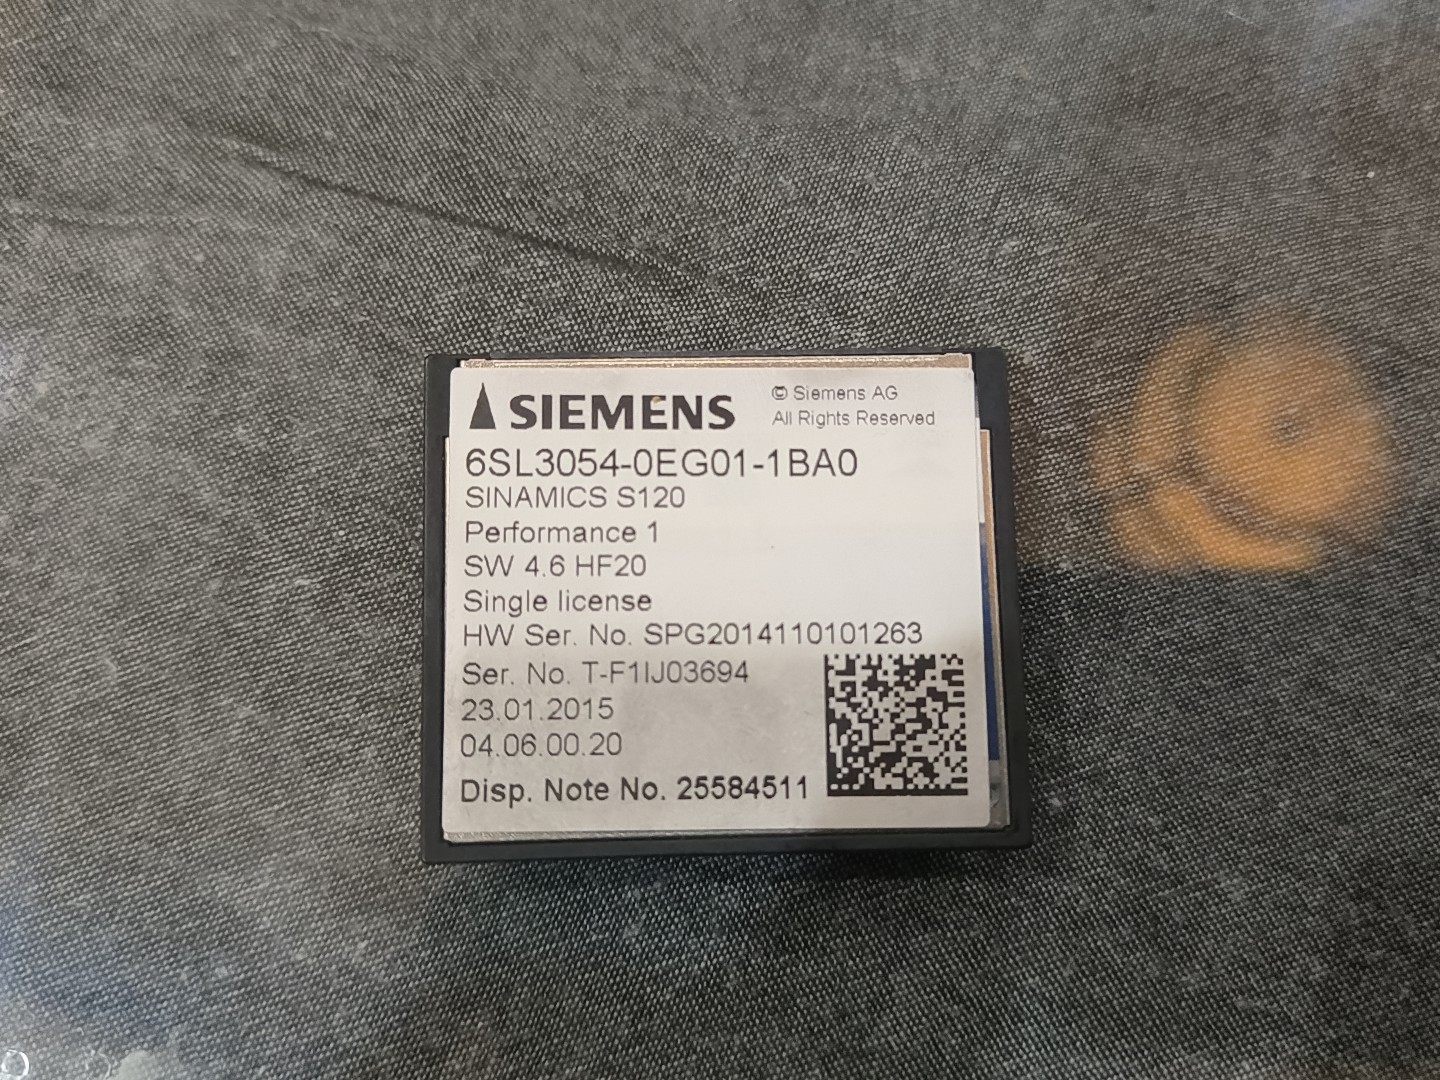 SIEMENS
© Siemens AG
All Rights Reserved
6SL3054-0EG01-1BA0
SINAMICS S120
Performance 1
SW 4.6 HF20
Single license
HW Ser. No. SPG2014110101263
Ser. No. T-F1IJ03694
23.01.2015
04.06.00.20
Disp. Note No. 25584511